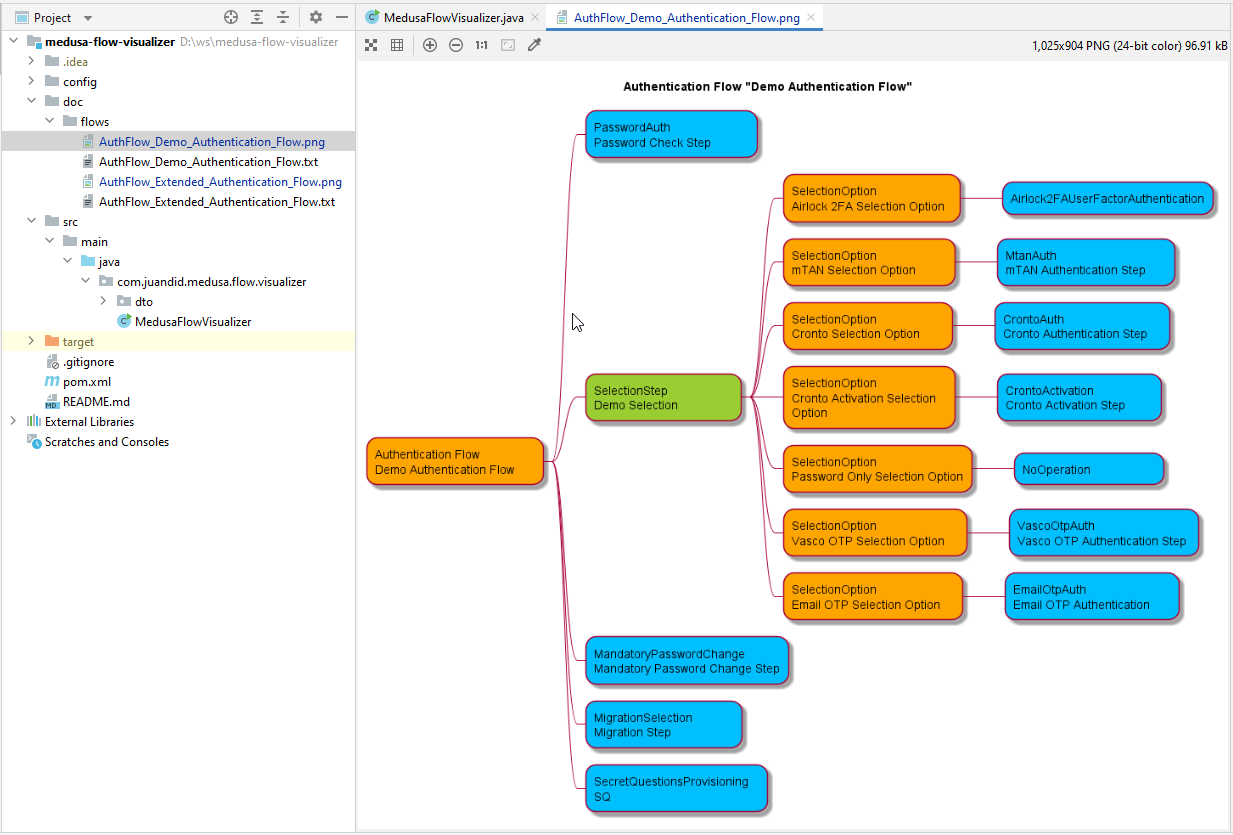 Project
medusa-flow-visualizer D:\ws\medusa-flow-visualizer
.idea
config
doc
flows
AuthFlow_Demo_Authentication_Flow.png
AuthFlow_Demo_Authentication_Flow.txt
AuthFlow_Extended_Authentication_Flow.png
AuthFlow_Extended_Authentication_Flow.txt
src
main
java
com.juandid.medusa.flow.visualizer
dto
C MedusaFlowVisualizer
target
.gitignore
m pom.xml
MD README.md
External Libraries
Scratches and Consoles
C MedusaFlowVisualizer.java
AuthFlow_Demo_Authentication_Flow.png
1:1
1,025x904 PNG (24-bit color) 96.91 kB
Authentication Flow "Demo Authentication Flow"
Authentication Flow
Demo Authentication Flow
PasswordAuth
Password Check Step
SelectionStep
Demo Selection
SelectionOption
Airlock 2FA Selection Option
Airlock2FAUserFactorAuthentication
SelectionOption
mTAN Selection Option
MtanAuth
mTAN Authentication Step
SelectionOption
Cronto Selection Option
CrontoAuth
Cronto Authentication Step
SelectionOption
Cronto Activation Selection
Option
CrontoActivation
Cronto Activation Step
SelectionOption
Password Only Selection Option
NoOperation
SelectionOption
Vasco OTP Selection Option
VascoOtpAuth
Vasco OTP Authentication Step
SelectionOption
Email OTP Selection Option
EmailOtpAuth
Email OTP Authentication
MandatoryPasswordChange
Mandatory Password Change Step
MigrationSelection
Migration Step
SecretQuestionsProvisioning
SQ